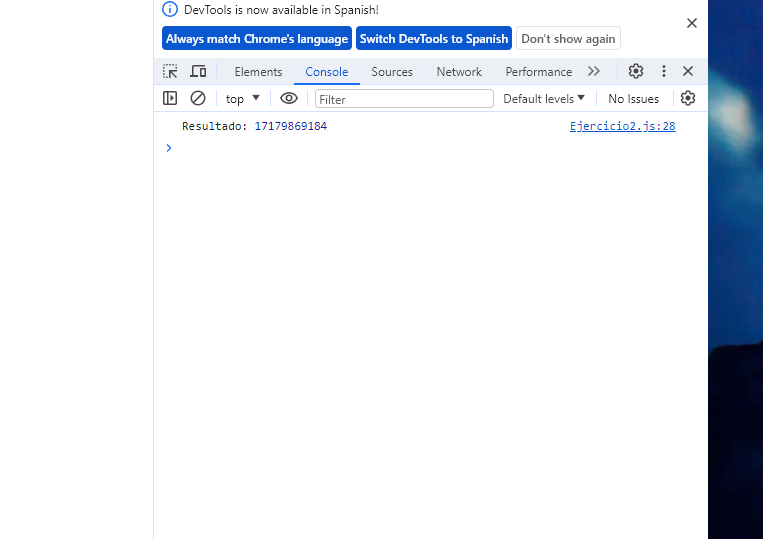 DevTools is now available in Spanish!
Always match Chrome's language Switch DevTools to Spanish Don't show again
Elements Console Sources Network Performance
top Filter Default levels No Issues
Resultado: 17179869184 Ejercicio2.js:28